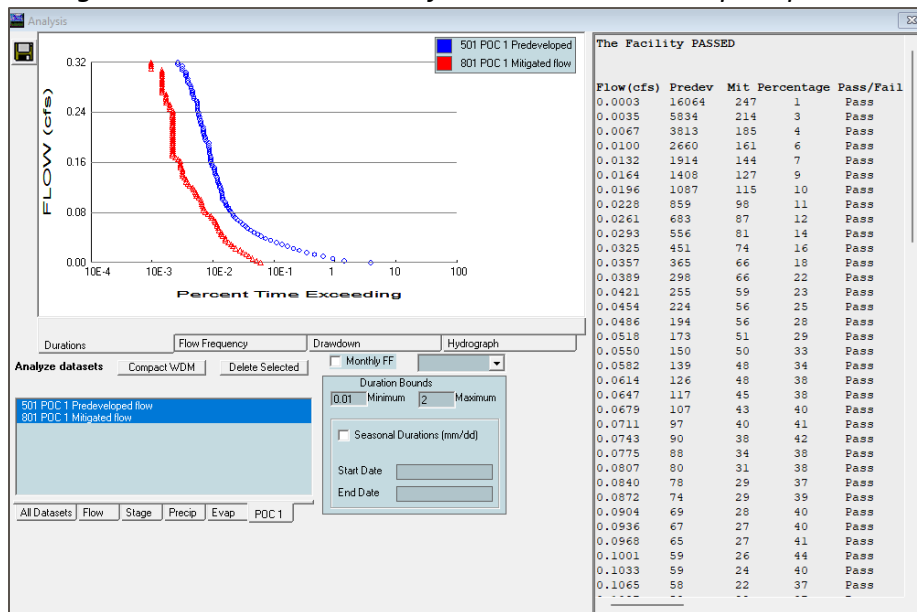 Analysis
501 POC 1 Predeveloped
801 POC 1 Mitigated flow
FLOW (cfs)
0.32
0.24
0.16
0.08
0.00
10E-4 10E-3 10E-2 10E-1 1 10 100
Percent Time Exceeding
Durations Flow Frequency Drawdown Hydrograph
Analyze datasets Compact WDM Delete Selected
Monthly FF
501 POC 1 Predeveloped flow
801 POC 1 Mitigated flow
All Datasets Flow Stage Precip Evap POC 1
Duration Bounds
0.01 Minimum 2 Maximum
Seasonal Durations (mm/dd)
Start Date
End Date
The Facility PASSED
Flow(cfs) Predev Mit Percentage Pass/Fail
0.0003 16064 247 1 Pass
0.0035 5834 214 3 Pass
0.0067 3813 185 4 Pass
0.0100 2660 161 6 Pass
0.0132 1914 144 7 Pass
0.0164 1408 127 9 Pass
0.0196 1087 115 10 Pass
0.0228 859 98 11 Pass
0.0261 683 87 12 Pass
0.0293 556 81 14 Pass
0.0325 451 74 16 Pass
0.0357 365 66 18 Pass
0.0389 298 66 22 Pass
0.0421 255 59 23 Pass
0.0454 224 56 25 Pass
0.0486 194 56 28 Pass
0.0518 173 51 29 Pass
0.0550 150 50 33 Pass
0.0582 139 48 34 Pass
0.0614 126 48 38 Pass
0.0647 117 45 38 Pass
0.0679 107 43 40 Pass
0.0711 97 40 41 Pass
0.0743 90 38 42 Pass
0.0775 88 34 38 Pass
0.0807 80 31 38 Pass
0.0840 78 29 37 Pass
0.0872 74 29 39 Pass
0.0904 69 28 40 Pass
0.0936 67 27 40 Pass
0.0968 65 27 41 Pass
0.1001 59 26 44 Pass
0.1033 59 24 40 Pass
0.1065 58 22 37 Pass